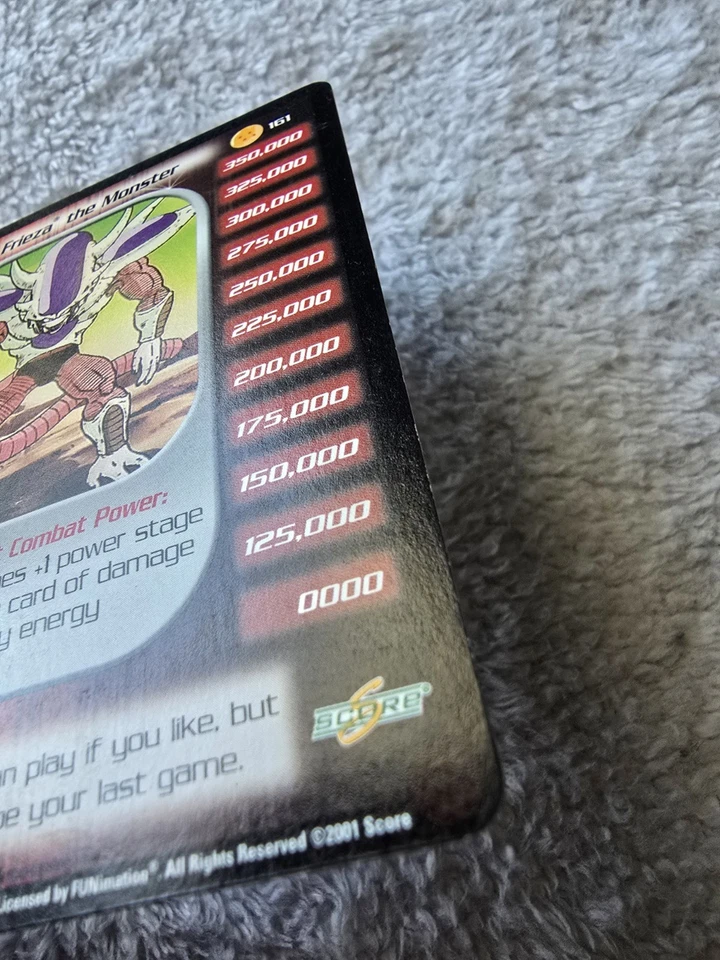 161
Frieza® the Monster
350,000
325,000
300,000
275,000
250,000
225,000
200,000
175,000
150,000
125,000
0000
Combat Power:
+1 power stage
card of damage
energy
SCORE®
play if you like, but
your last game.
Licensed by FUNimation®. All Rights Reserved ©2001 Score